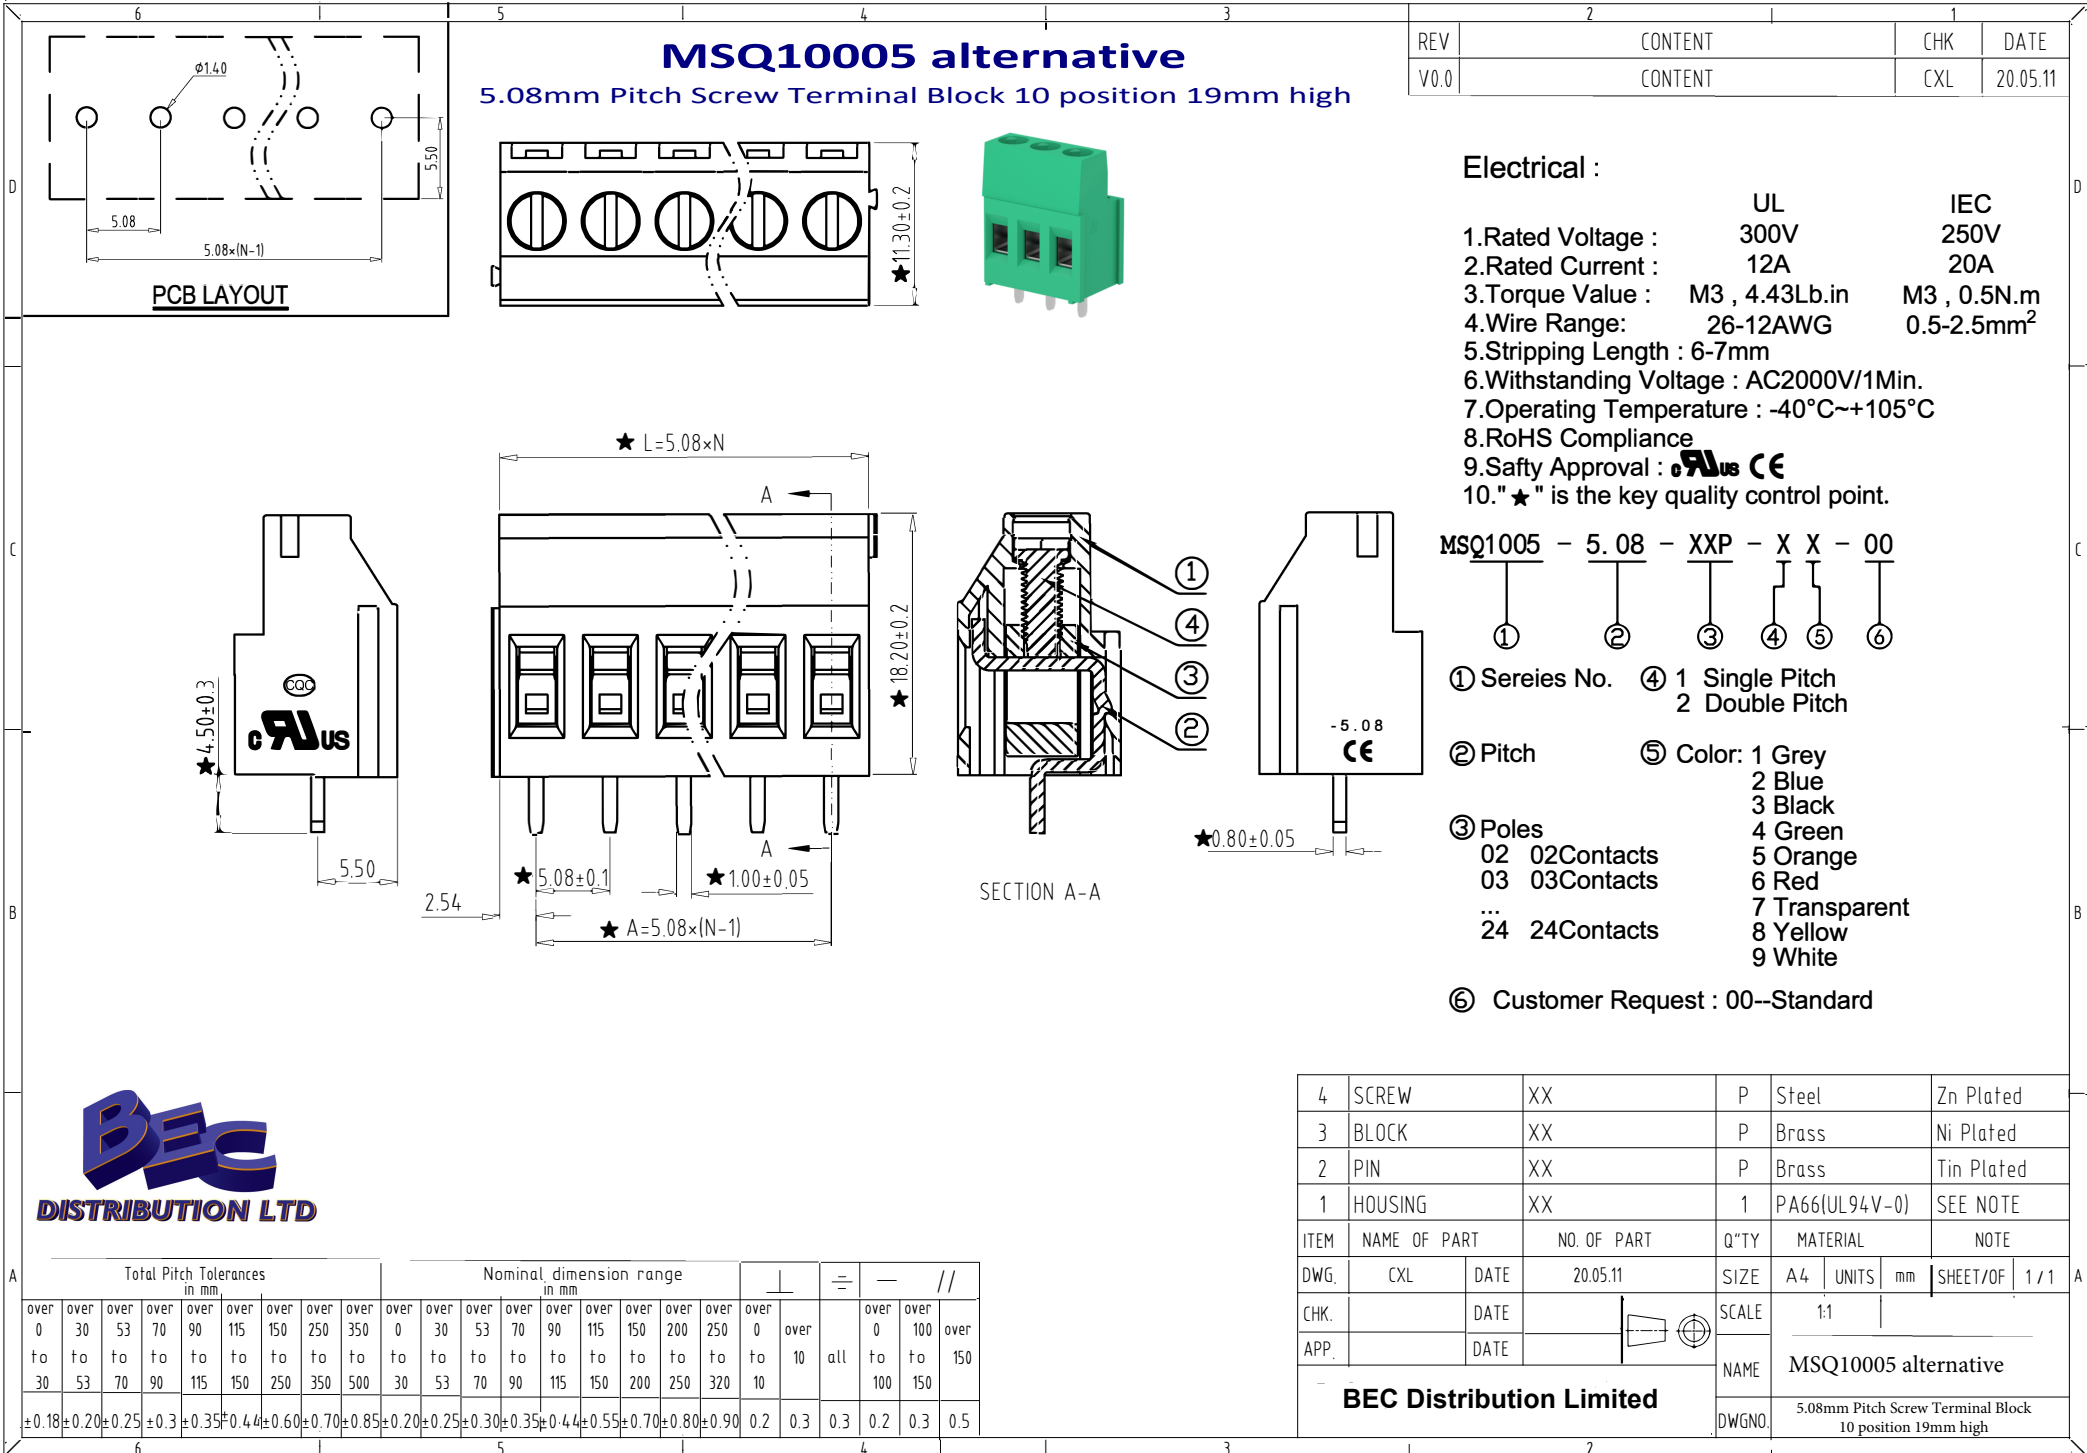 6 5 4 3 2 1
MSQ10005 alternative
5.08mm Pitch Screw Terminal Block 10 position 19mm high
REV CONTENT CHK DATE
V0.0 CONTENT CXL 20.05.11
ø1.40
5.50
5.08
5.08×(N-1)
PCB LAYOUT
★11.30±0.2
D D
Electrical :
UL IEC
1.Rated Voltage : 300V 250V
2.Rated Current : 12A 20A
3.Torque Value : M3 , 4.43Lb.in M3 , 0.5N.m
4.Wire Range: 26-12AWG 0.5-2.5mm²
5.Stripping Length : 6-7mm
6.Withstanding Voltage : AC2000V/1Min.
7.Operating Temperature : -40°C~+105°C
8.RoHS Compliance
9.Safty Approval : c RU us CE
10."★" is the key quality control point.
★ L=5.08×N
A
C C
★4.50±0.3
CQC
c RU US
5.50
★18.20±0.2
★5.08±0.1
★1.00±0.05
A
2.54
★ A=5.08×(N-1)
① ④ ③ ②
SECTION A-A
-5.08
CE
★0.80±0.05
MSQ1005 - 5.08 - XXP - X X - 00
① ② ③ ④ ⑤ ⑥
① Sereies No. ④ 1 Single Pitch
2 Double Pitch
② Pitch ⑤ Color: 1 Grey
2 Blue
3 Black
③ Poles 4 Green
02 02Contacts 5 Orange
03 03Contacts 6 Red
... 7 Transparent
24 24Contacts 8 Yellow
9 White
B B
⑥ Customer Request : 00--Standard
BEC
DISTRIBUTION LTD
4 SCREW XX P Steel Zn Plated
3 BLOCK XX P Brass Ni Plated
2 PIN XX P Brass Tin Plated
1 HOUSING XX 1 PA66(UL94V-0) SEE NOTE
ITEM NAME OF PART NO. OF PART Q"TY MATERIAL NOTE
DWG. CXL DATE 20.05.11 SIZE A4 UNITS mm SHEET/OF 1/1
CHK. DATE SCALE 1:1
APP. DATE NAME MSQ10005 alternative
BEC Distribution Limited
DWGNO. 5.08mm Pitch Screw Terminal Block
10 position 19mm high
A A
Total Pitch Tolerances Nominal dimension range ⊥ — //
in mm in mm
over over over over over over over over over over over over over over over over over over over over over
0 30 53 70 90 115 150 250 350 0 30 53 70 90 115 150 200 250 0 over 0 100 over
to to to to to to to to to to to to to to to to to to to 10 all to to 150
30 53 70 90 115 150 250 350 500 30 53 70 90 115 150 200 250 320 10 100 150
±0.18 ±0.20 ±0.25 ±0.3 ±0.35 ±0.44 ±0.60 ±0.70 ±0.85 ±0.20 ±0.25 ±0.30 ±0.35 ±0.44 ±0.55 ±0.70 ±0.80 ±0.90 0.2 0.3 0.3 0.2 0.3 0.5
6 5 4 3 2